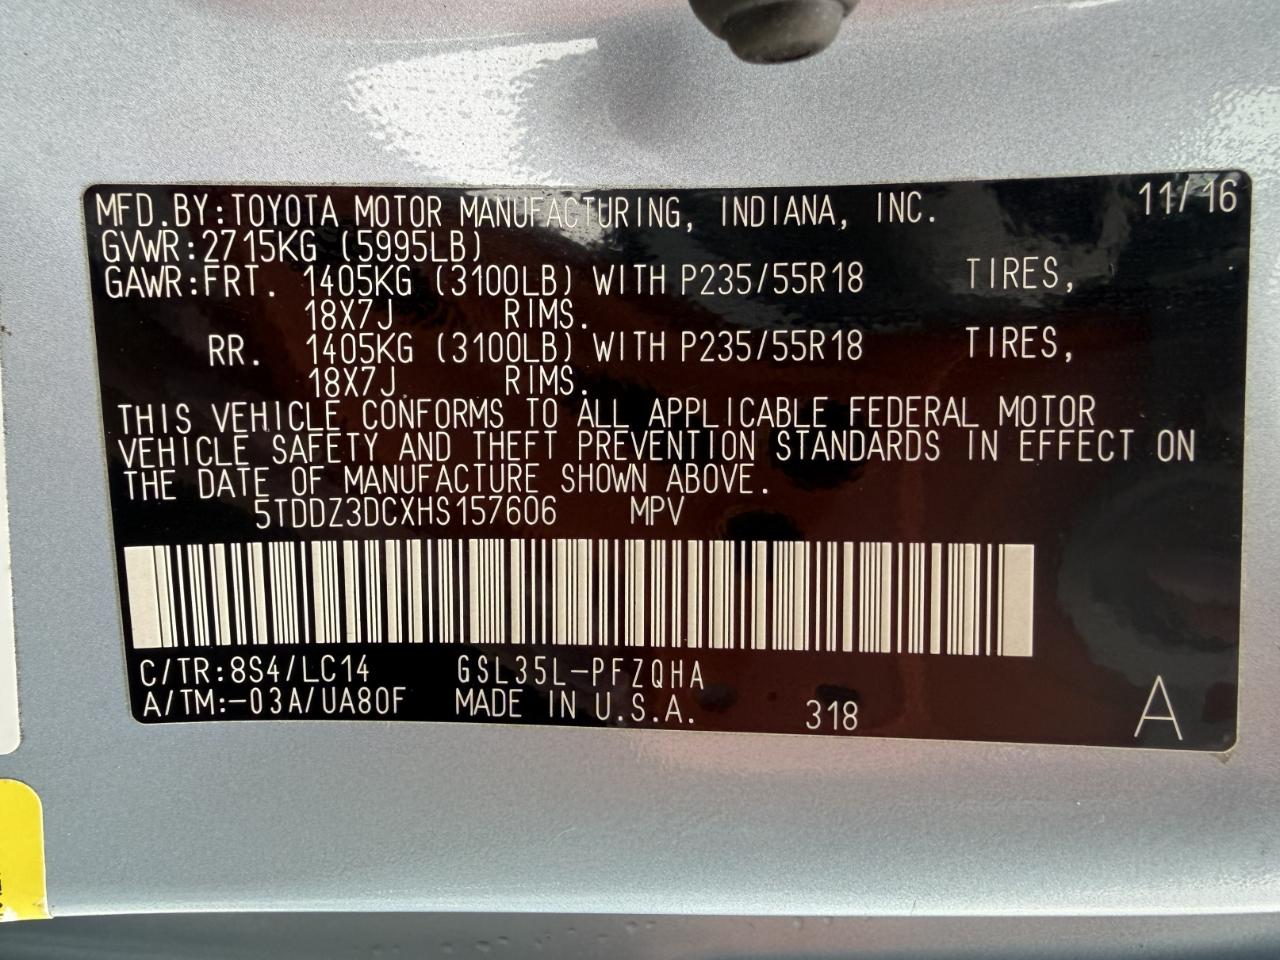 MFD.BY:TOYOTA MOTOR MANUFACTURING, INDIANA, INC. 11/16
GVWR:2715KG (5995LB)
GAWR:FRT. 1405KG (3100LB) WITH P235/55R18 TIRES,
18X7J RIMS.
RR. 1405KG (3100LB) WITH P235/55R18 TIRES,
18X7J RIMS.
THIS VEHICLE CONFORMS TO ALL APPLICABLE FEDERAL MOTOR
VEHICLE SAFETY AND THEFT PREVENTION STANDARDS IN EFFECT ON
THE DATE OF MANUFACTURE SHOWN ABOVE.
5TDDZ3DCXHS157606 MPV
C/TR:8S4/LC14 GSL35L-PFZQHA
A/TM:-03A/UA80F MADE IN U.S.A. 318 A